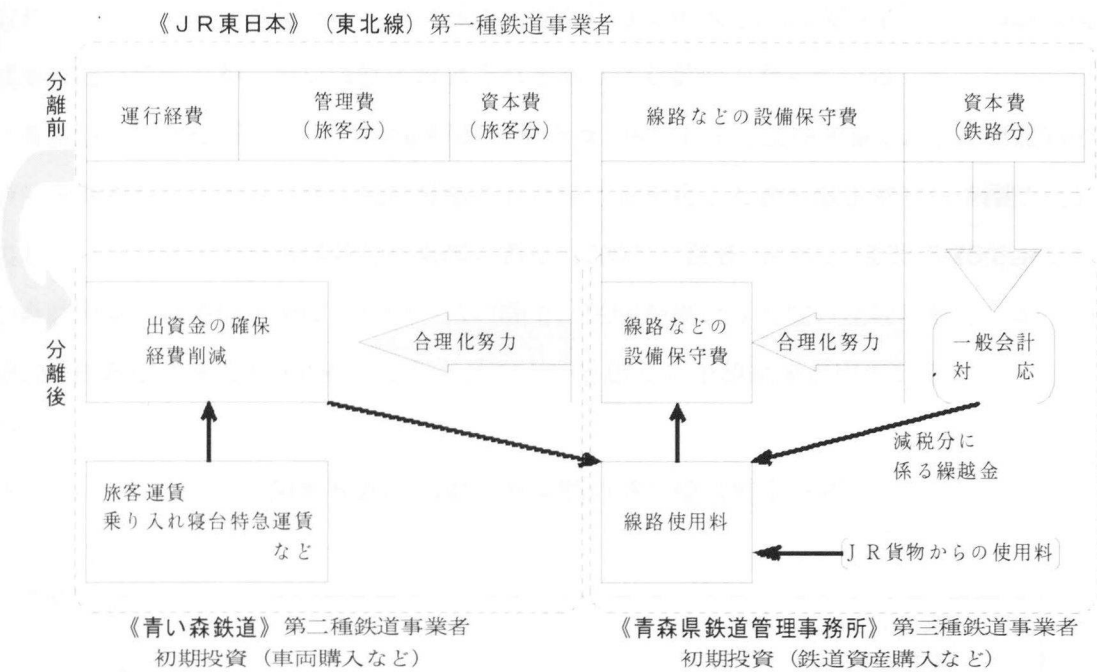 《ＪＲ東日本》（東北線）第一種鉄道事業者
分離前
運行経費
管理費
（旅客分）
資本費
（旅客分）
線路などの設備保守費
資本費
（鉄路分）
分離後
出資金の確保
経費削減
合理化努力
線路などの
設備保守費
合理化努力
一般会計
対　応
減税分に
係る繰越金
旅客運賃
乗り入れ寝台特急運賃
など
線路使用料
ＪＲ貨物からの使用料
《青い森鉄道》第二種鉄道事業者
初期投資（車両購入など）
《青森県鉄道管理事務所》第三種鉄道事業者
初期投資（鉄道資産購入など）